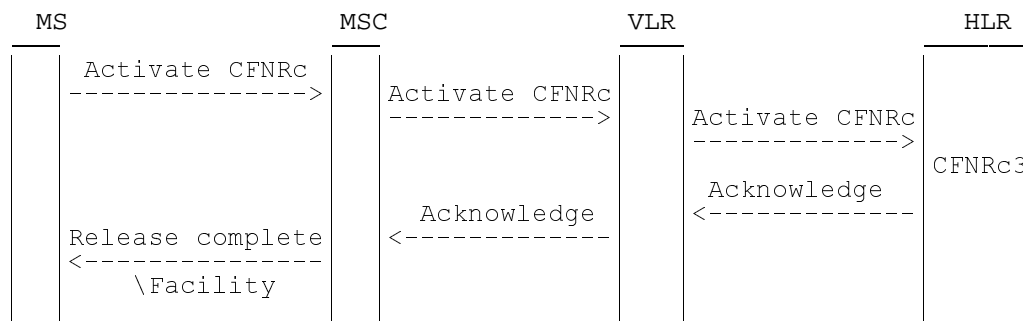 MS MSC VLR HLR
Activate CFNRc
-------------->
Activate CFNRc
------------->
Activate CFNRc
------------->
CFNRc3
Acknowledge
<-------------
Acknowledge
<-------------
Release complete
<---------------
\Facility